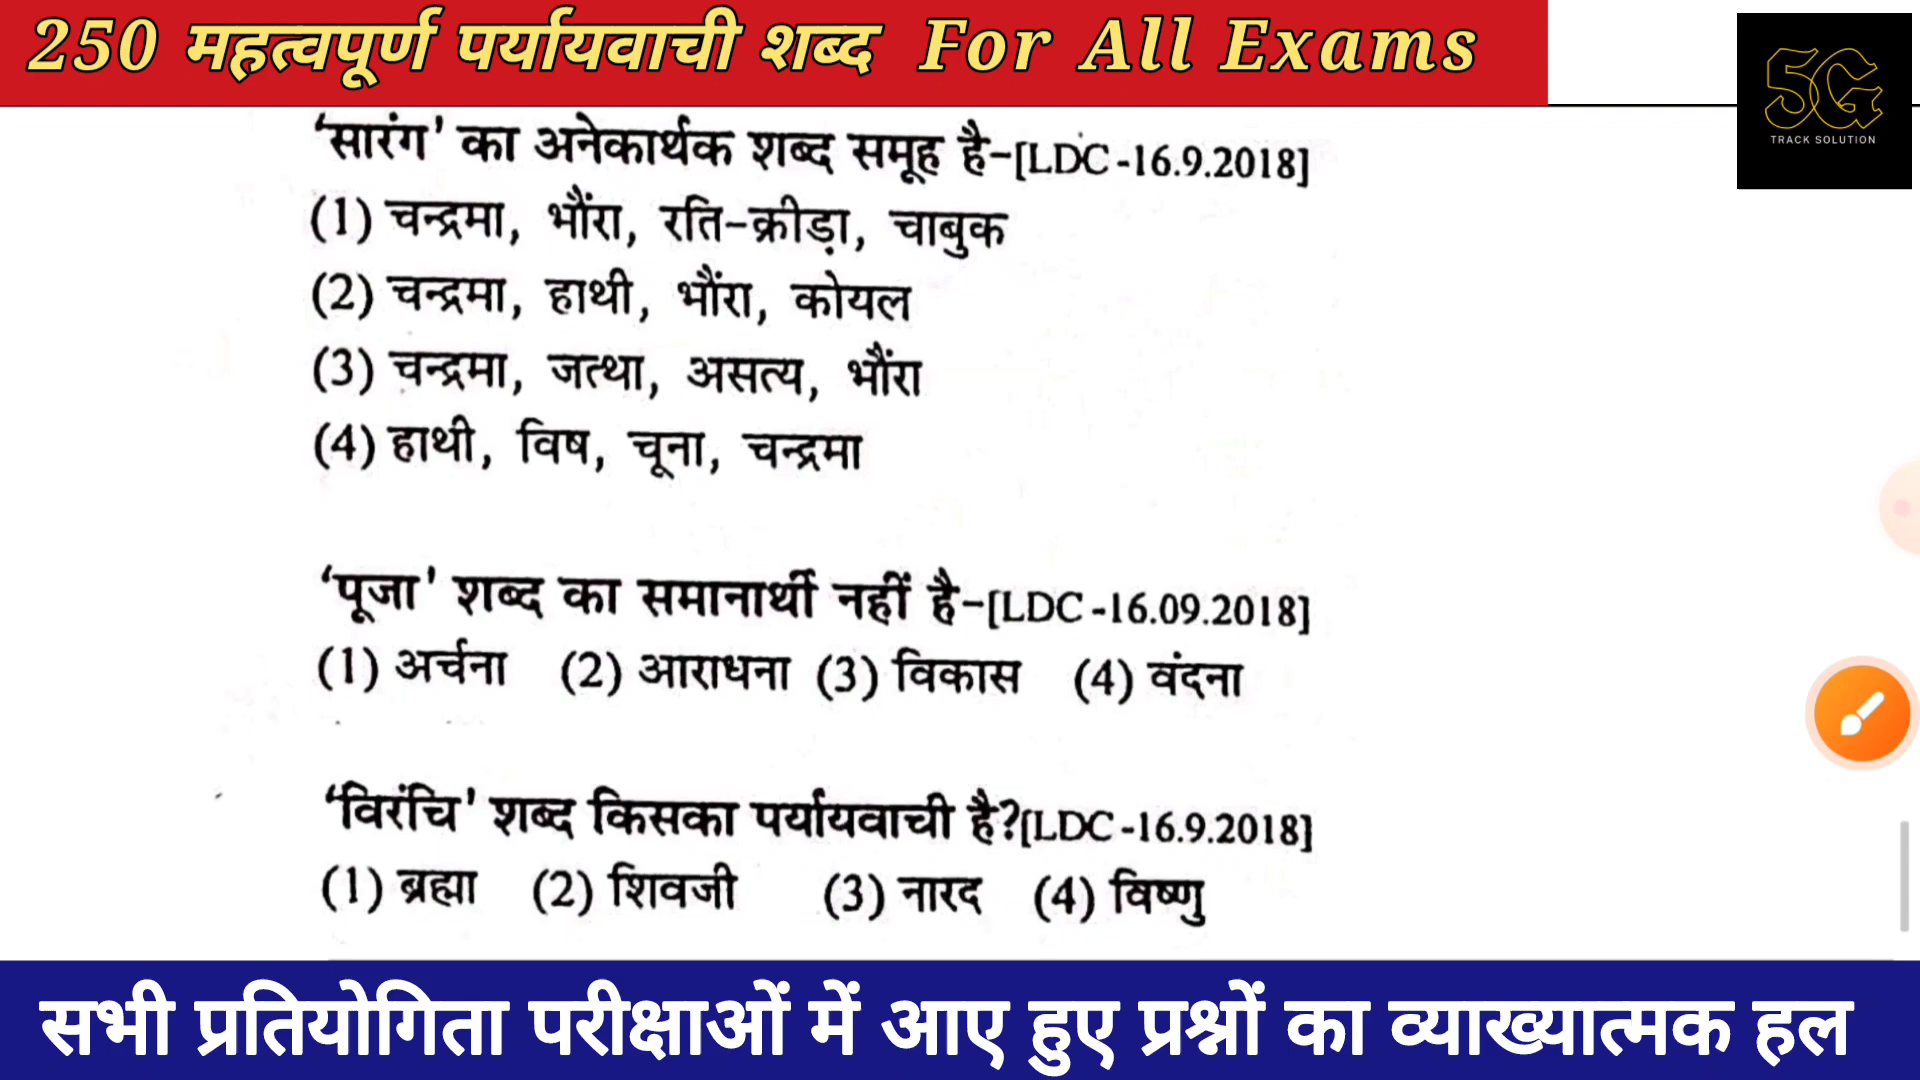 250 महत्वपूर्ण पर्यायवाची शब्द For All Exams
5G
TRACK SOLUTION
'सारंग' का अनेकार्थक शब्द समूह है-[LDC-16.9.2018]
(1) चन्द्रमा, भौंरा, रति-क्रीड़ा, चाबुक
(2) चन्द्रमा, हाथी, भौंरा, कोयल
(3) चन्द्रमा, जत्था, असत्य, भौंरा
(4) हाथी, विष, चूना, चन्द्रमा
'पूजा' शब्द का समानार्थी नहीं है-[LDC-16.09.2018]
(1) अर्चना (2) आराधना (3) विकास (4) वंदना
'विरंचि' शब्द किसका पर्यायवाची है?[LDC-16.9.2018]
(1) ब्रह्मा (2) शिवजी (3) नारद (4) विष्णु
सभी प्रतियोगिता परीक्षाओं में आए हुए प्रश्नों का व्याख्यात्मक हल